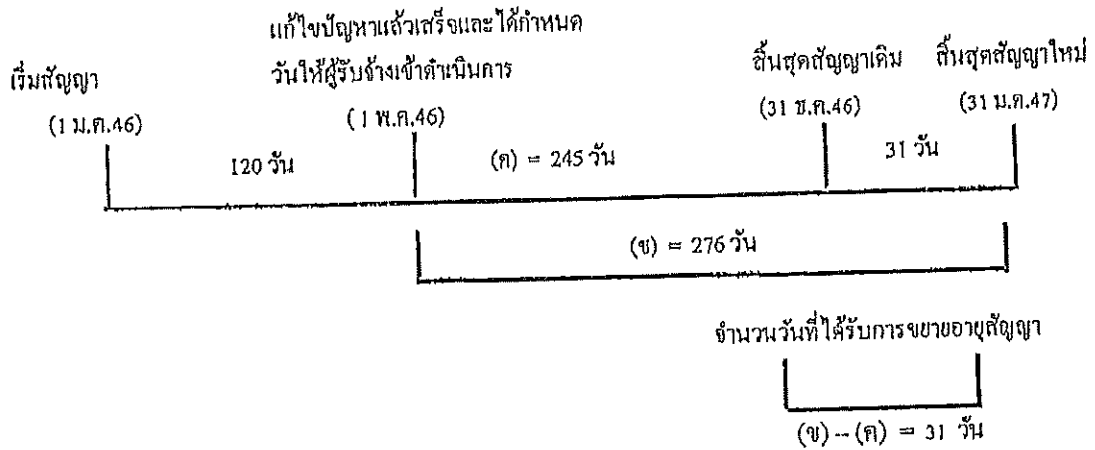 แก้ไขปัญหาแล้วเสร็จและได้กำหนด
วันให้ผู้รับจ้างเข้าดำเนินการ
เริ่มสัญญา
สิ้นสุดสัญญาเดิม
สิ้นสุดสัญญาใหม่
(1 ม.ค.46)
(1 พ.ค.46)
(31 ธ.ค.46)
(31 ม.ค.47)
120 วัน
(ค) = 245 วัน
31 วัน
(ข) = 276 วัน
จำนวนวันที่ได้รับการขยายอายุสัญญา
(ข) -- (ค) = 31 วัน